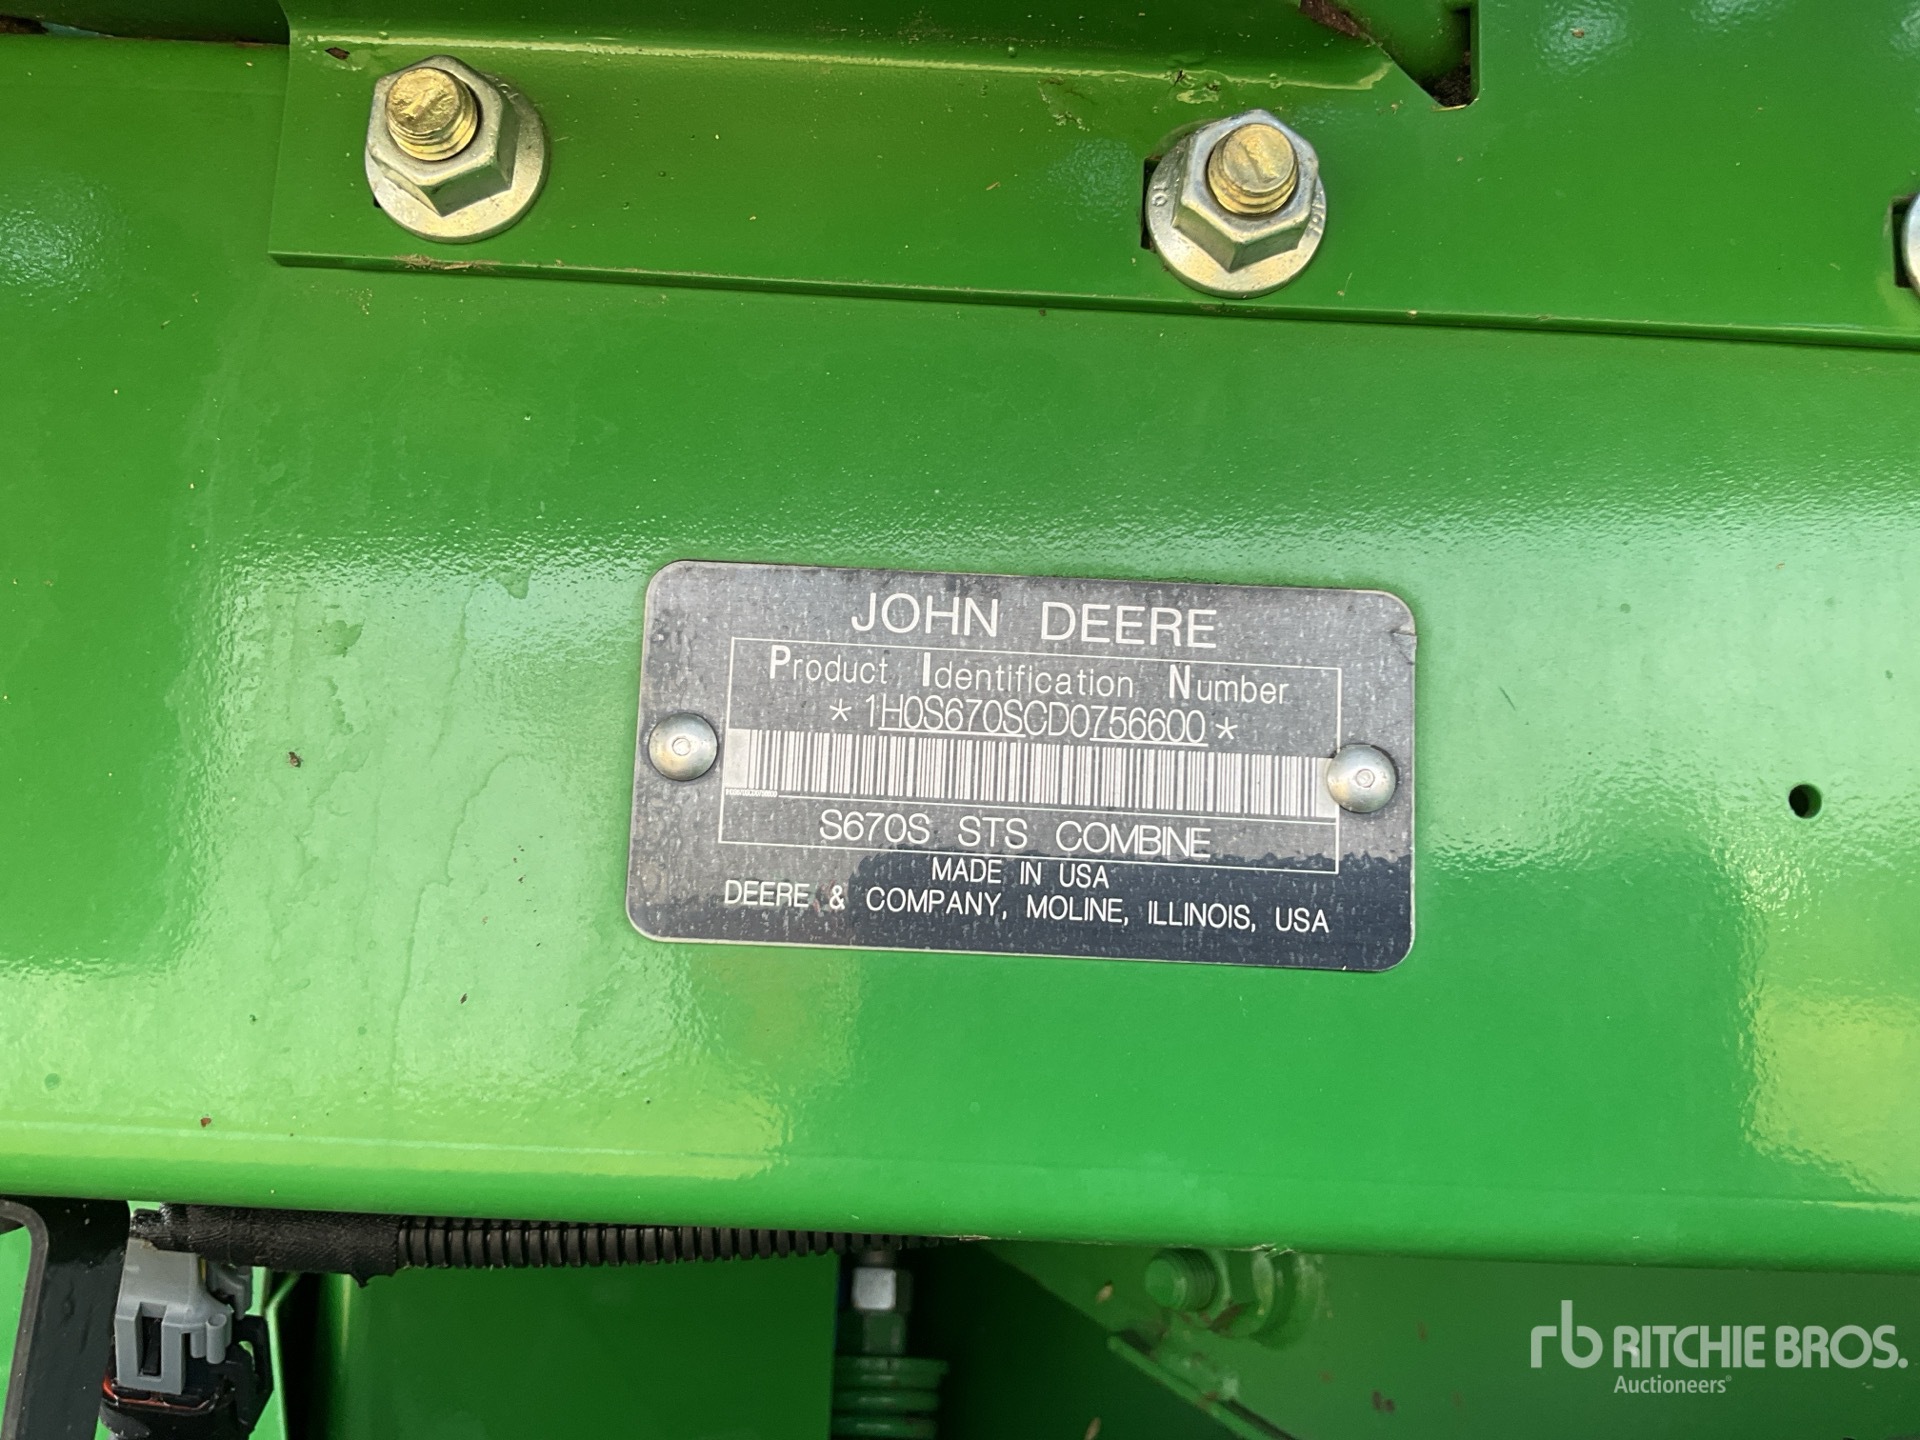 JOHN DEERE
Product Identification Number
*1H0S670SCD0756600*
S670S STS COMBINE
MADE IN USA
DEERE & COMPANY, MOLINE, ILLINOIS, USA
rb RITCHIE BROS.
Auctioneers